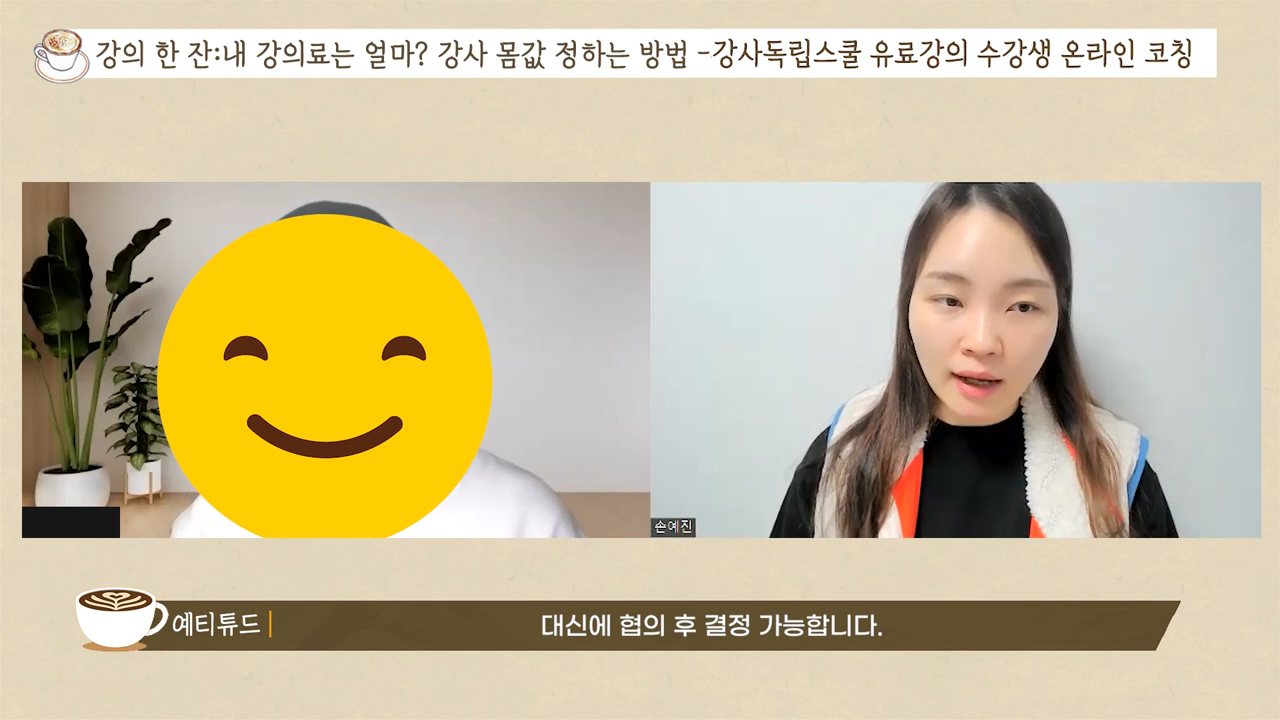 강의 한 잔:내 강의료는 얼마? 강사 몸값 정하는 방법 -강사독립스쿨 유료강의 수강생 온라인 코칭
손예진
예티튜드
대신에 협의 후 결정 가능합니다.